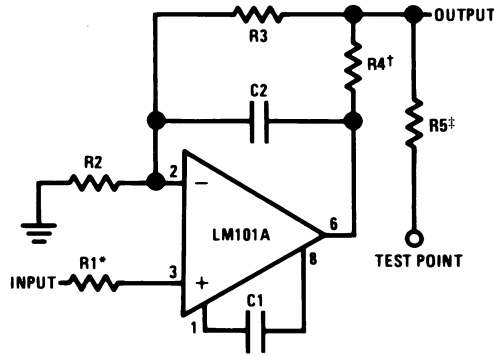 OUTPUT
R3
R4†
C2
R5‡
R2
2
−
LM101A
6
TEST POINT
INPUT
R1*
3
+
8
C1
1